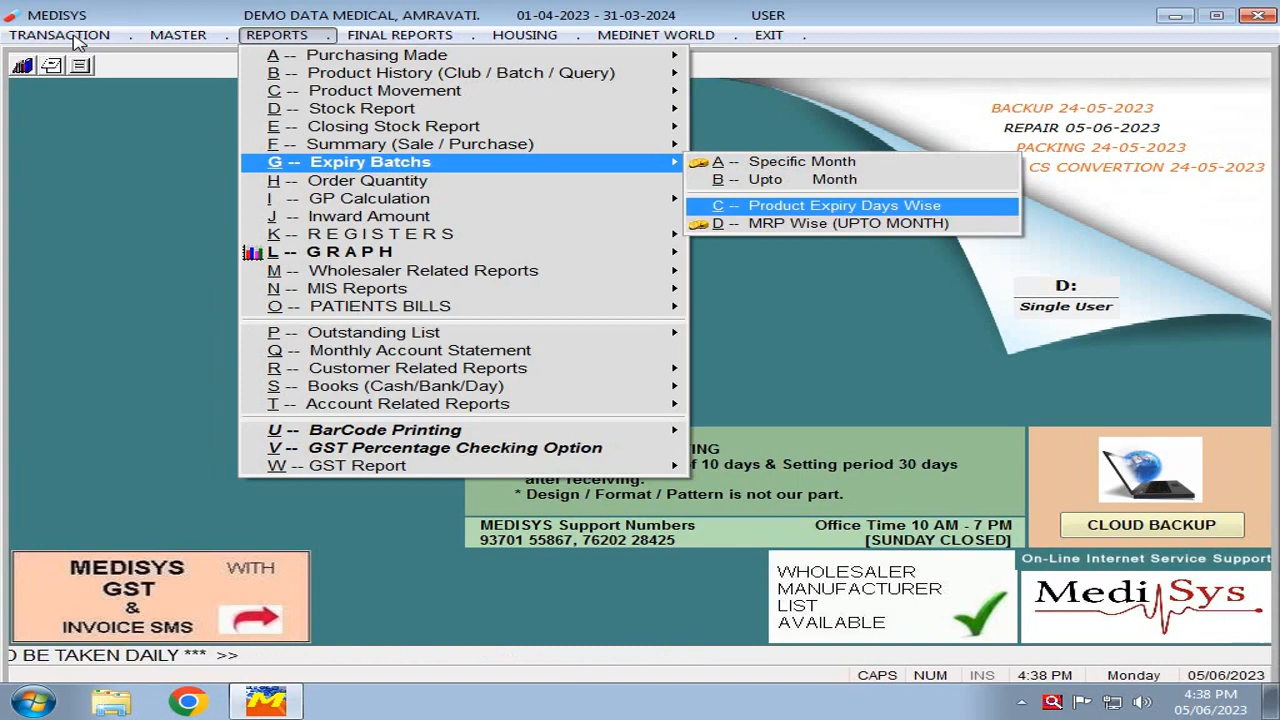 MEDISYS DEMO DATA MEDICAL, AMRAVATI. 01-04-2023 - 31-03-2024 USER
TRANSACTION . MASTER . REPORTS . FINAL REPORTS . HOUSING . MEDINET WORLD . EXIT .
A -- Purchasing Made
B -- Product History (Club / Batch / Query)
C -- Product Movement
D -- Stock Report
E -- Closing Stock Report
F -- Summary (Sale / Purchase)
G -- Expiry Batchs
H -- Order Quantity
I -- GP Calculation
J -- Inward Amount
K -- R E G I S T E R S
L -- G R A P H
M -- Wholesaler Related Reports
N -- MIS Reports
O -- PATIENTS BILLS
P -- Outstanding List
Q -- Monthly Account Statement
R -- Customer Related Reports
S -- Books (Cash/Bank/Day)
T -- Account Related Reports
U -- BarCode Printing
V -- GST Percentage Checking Option
W -- GST Report
A -- Specific Month
B -- Upto Month
C -- Product Expiry Days Wise
D -- MRP Wise (UPTO MONTH)
BACKUP 24-05-2023
REPAIR 05-06-2023
PACKING 24-05-2023
CS CONVERTION 24-05-2023
D:
Single User
of 10 days & Setting period 30 days
after receiving.
* Design / Format / Pattern is not our part.
MEDISYS Support Numbers Office Time 10 AM - 7 PM
93701 55867, 76202 28425 [SUNDAY CLOSED]
CLOUD BACKUP
On-Line Internet Service Support
MEDISYS WITH
GST
&
INVOICE SMS
WHOLESALER
MANUFACTURER
LIST
AVAILABLE
MediSys
O BE TAKEN DAILY *** >>
CAPS NUM INS 4:38 PM Monday 05/06/2023
4:38 PM
05/06/2023